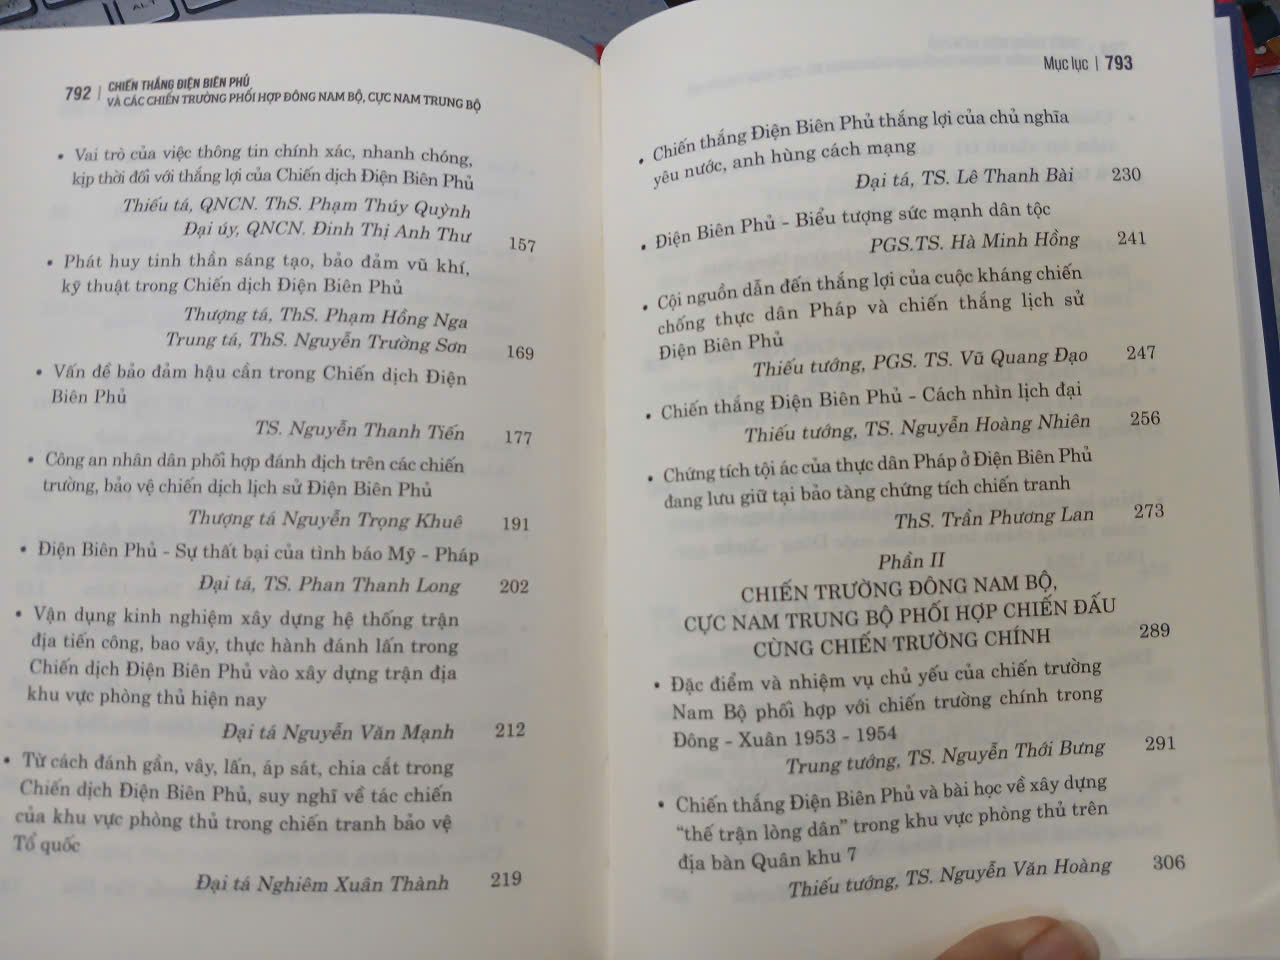 792 | CHIẾN THẮNG ĐIỆN BIÊN PHỦ
VÀ CÁC CHIẾN TRƯỜNG PHỐI HỢP ĐÔNG NAM BỘ, CỰC NAM TRUNG BỘ
• Vai trò của việc thông tin chính xác, nhanh chóng,
kịp thời đối với thắng lợi của Chiến dịch Điện Biên Phủ
Thiếu tá, QNCN. ThS. Phạm Thúy Quỳnh
Đại úy, QNCN. Đinh Thị Anh Thư 157
• Phát huy tinh thần sáng tạo, bảo đảm vũ khí,
kỹ thuật trong Chiến dịch Điện Biên Phủ
Thượng tá, ThS. Phạm Hồng Nga
Trung tá, ThS. Nguyễn Trường Sơn 169
• Vấn đề bảo đảm hậu cần trong Chiến dịch Điện
Biên Phủ
TS. Nguyễn Thanh Tiến 177
• Công an nhân dân phối hợp đánh địch trên các chiến
trường, bảo vệ chiến dịch lịch sử Điện Biên Phủ
Thượng tá Nguyễn Trọng Khuê 191
• Điện Biên Phủ - Sự thất bại của tình báo Mỹ - Pháp
Đại tá, TS. Phan Thanh Long 202
• Vận dụng kinh nghiệm xây dựng hệ thống trận
địa tiến công, bao vây, thực hành đánh lấn trong
Chiến dịch Điện Biên Phủ vào xây dựng trận địa
khu vực phòng thủ hiện nay
Đại tá Nguyễn Văn Mạnh 212
• Từ cách đánh gần, vây, lấn, áp sát, chia cắt trong
Chiến dịch Điện Biên Phủ, suy nghĩ về tác chiến
của khu vực phòng thủ trong chiến tranh bảo vệ
Tổ quốc
Đại tá Nghiêm Xuân Thành 219
Mục lục | 793
• Chiến thắng Điện Biên Phủ thắng lợi của chủ nghĩa
yêu nước, anh hùng cách mạng
Đại tá, TS. Lê Thanh Bài 230
• Điện Biên Phủ - Biểu tượng sức mạnh dân tộc
PGS.TS. Hà Minh Hồng 241
• Cội nguồn dẫn đến thắng lợi của cuộc kháng chiến
chống thực dân Pháp và chiến thắng lịch sử
Điện Biên Phủ
Thiếu tướng, PGS. TS. Vũ Quang Đạo 247
• Chiến thắng Điện Biên Phủ - Cách nhìn lịch đại
Thiếu tướng, TS. Nguyễn Hoàng Nhiên 256
• Chứng tích tội ác của thực dân Pháp ở Điện Biên Phủ
đang lưu giữ tại bảo tàng chứng tích chiến tranh
ThS. Trần Phương Lan 273
Phần II
CHIẾN TRƯỜNG ĐÔNG NAM BỘ,
CỰC NAM TRUNG BỘ PHỐI HỢP CHIẾN ĐẤU
CÙNG CHIẾN TRƯỜNG CHÍNH 289
• Đặc điểm và nhiệm vụ chủ yếu của chiến trường
Nam Bộ phối hợp với chiến trường chính trong
Đông - Xuân 1953 - 1954
Trung tướng, TS. Nguyễn Thới Bưng 291
• Chiến thắng Điện Biên Phủ và bài học về xây dựng
“thế trận lòng dân” trong khu vực phòng thủ trên
địa bàn Quân khu 7
Thiếu tướng, TS. Nguyễn Văn Hoàng 306